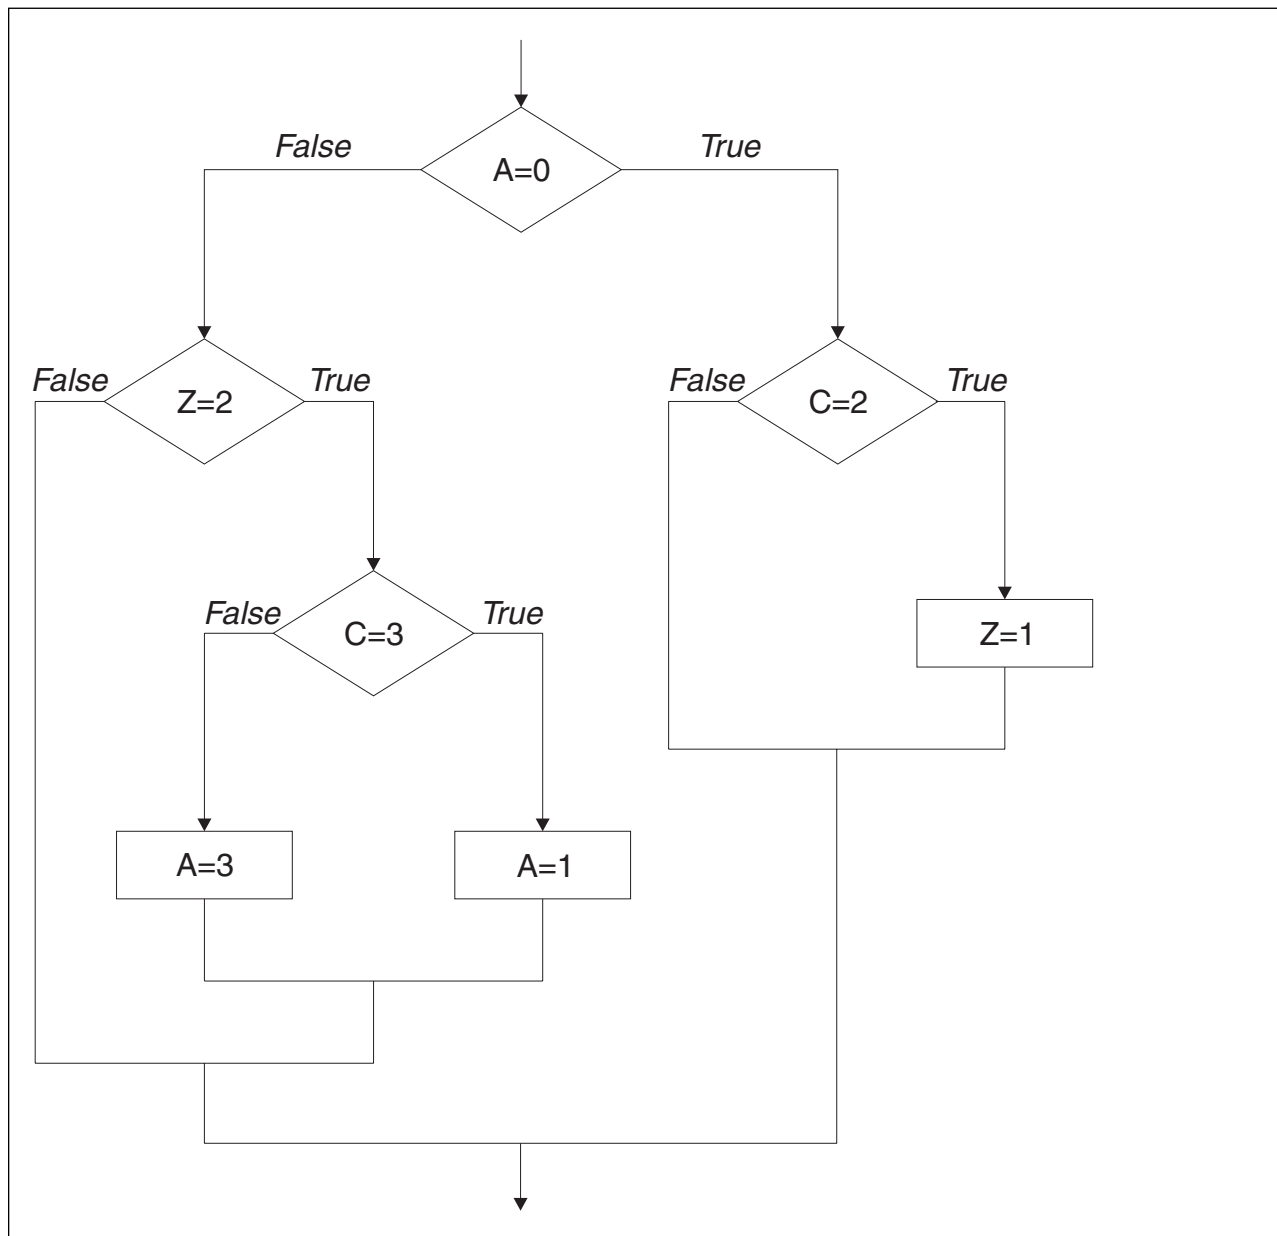 False
True
A=0
False
True
Z=2
False
True
C=2
False
True
C=3
Z=1
A=3
A=1